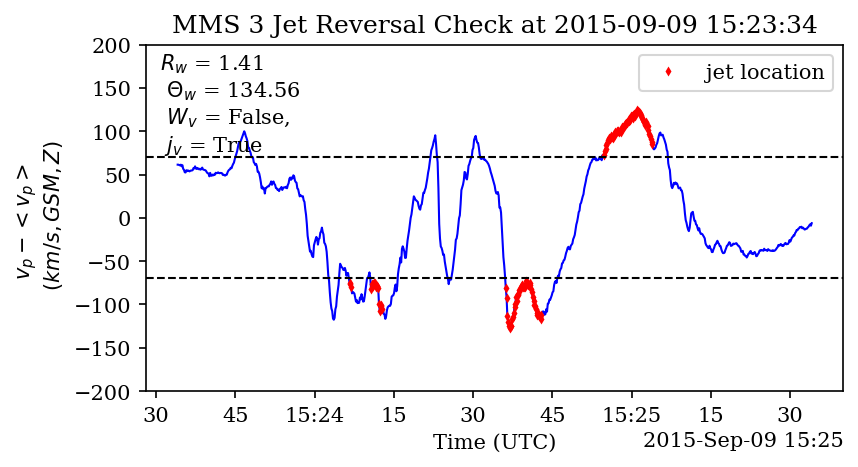 MMS 3 Jet Reversal Check at 2015-09-09 15:23:34
200
150
100
50
0
−50
−100
−150
−200
v_p − < v_p >
(km/s, GSM, Z)
R_w = 1.41
Θ_w = 134.56
W_v = False,
j_v = True
jet location
30 45 15:24 15 30 45 15:25 15 30
Time (UTC)
2015-Sep-09 15:25